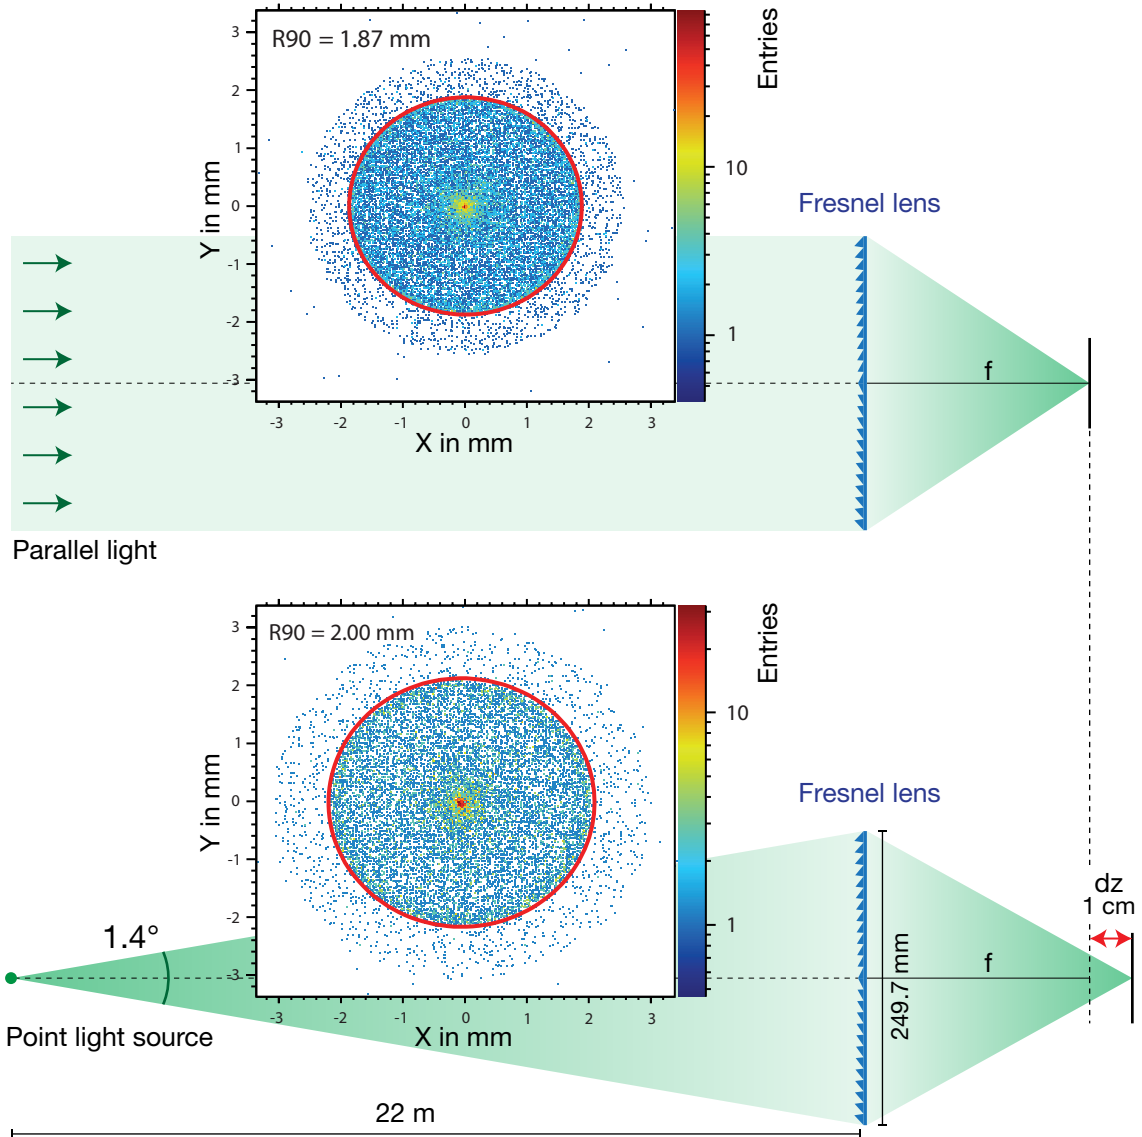 R90 = 1.87 mm
Entries
3
2
1
0
-1
-2
-3
Y in mm
10
1
-3
-2
-1
0
1
2
3
X in mm
Fresnel lens
f
Parallel light
R90 = 2.00 mm
Entries
3
2
1
0
-1
-2
-3
Y in mm
10
1
-3
-2
-1
0
1
2
3
X in mm
Fresnel lens
dz
1 cm
1.4°
f
249.7 mm
Point light source
22 m